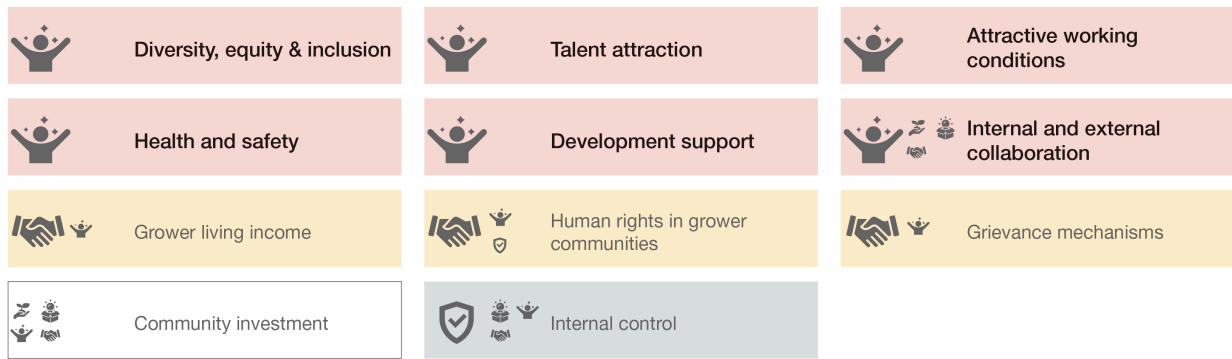 Diversity, equity & inclusion
Talent attraction
Attractive working
conditions
Health and safety
Development support
Internal and external
collaboration
Grower living income
Human rights in grower
communities
Grievance mechanisms
Community investment
Internal control